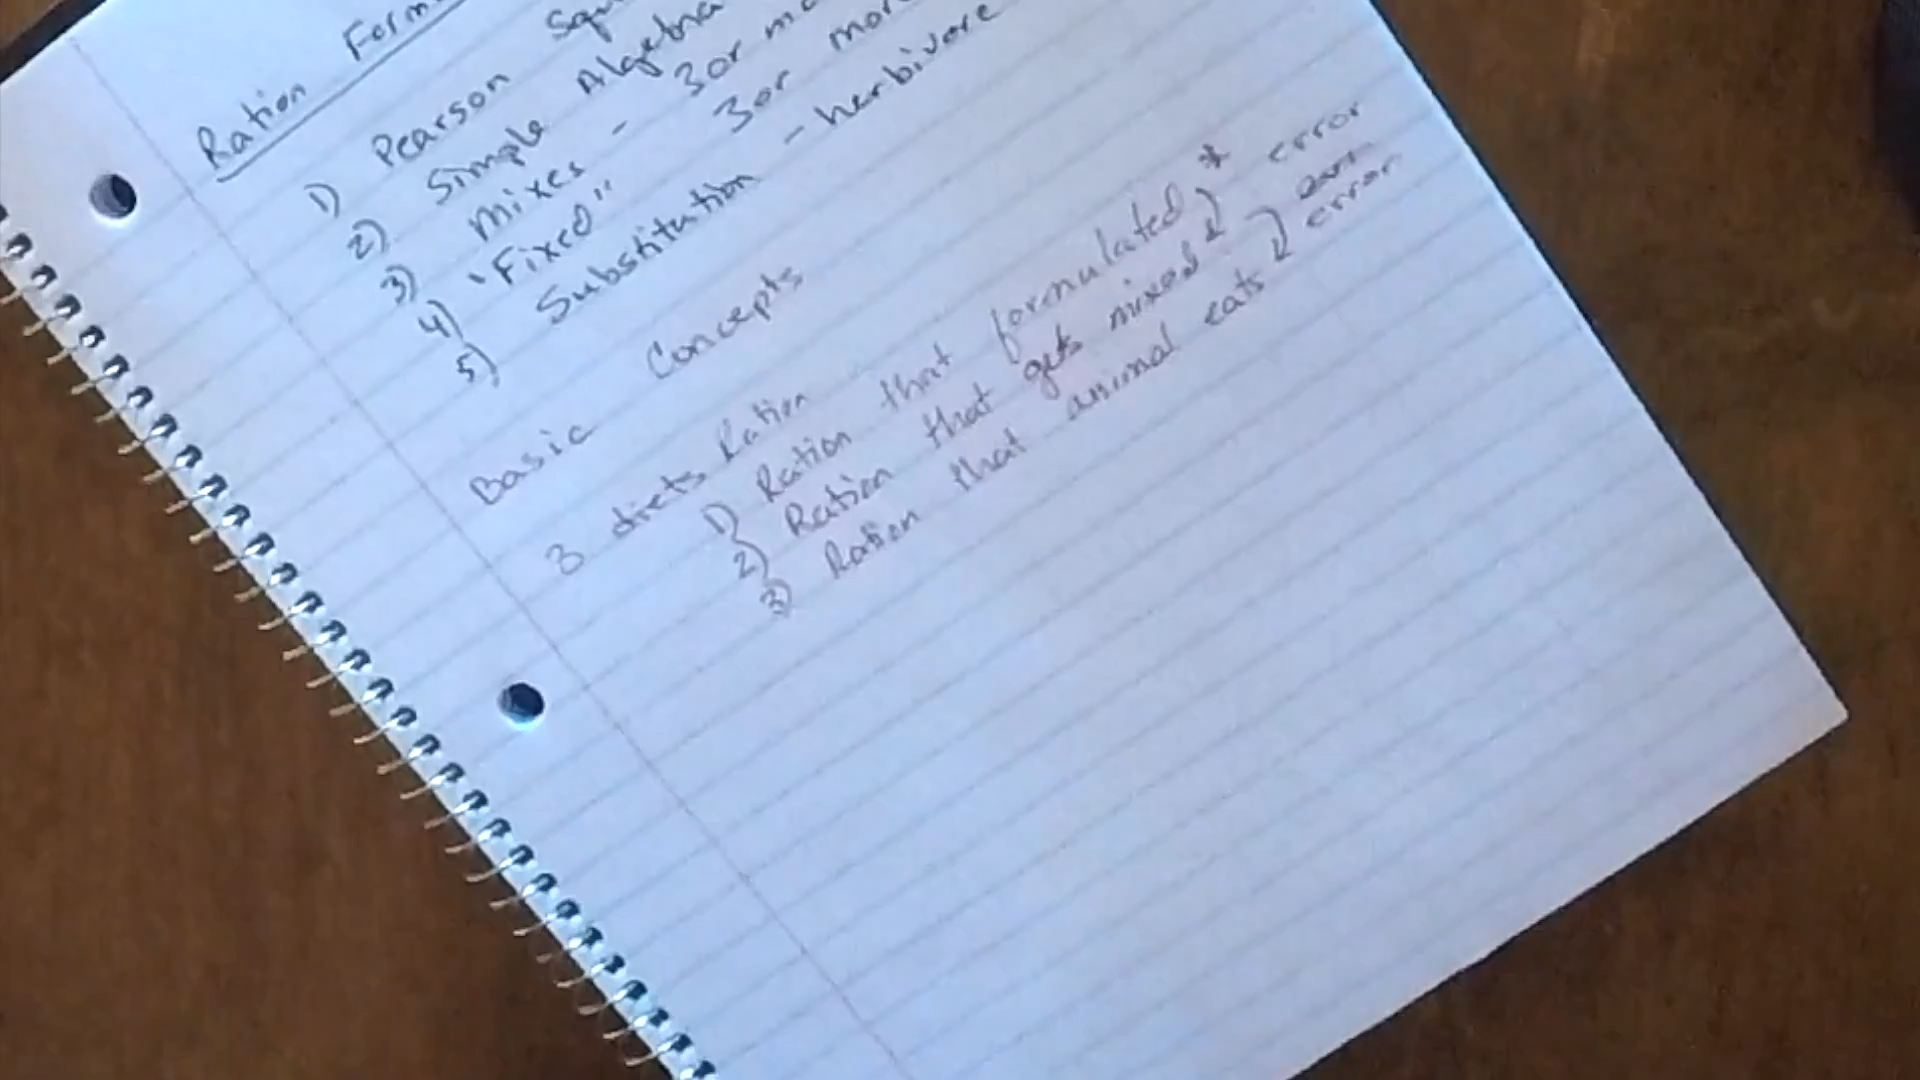 Ration Form
1) Pearson Squ
2) Simple Algebra
3) Mixes - 3 or mo
4) "Fixed" 3 or more
5) Substitution - herbivore
Basic Concepts
3 diets Ration
1) Ration that formulated * error
2) Ration that gets mixed
3) Ration that animal eats error